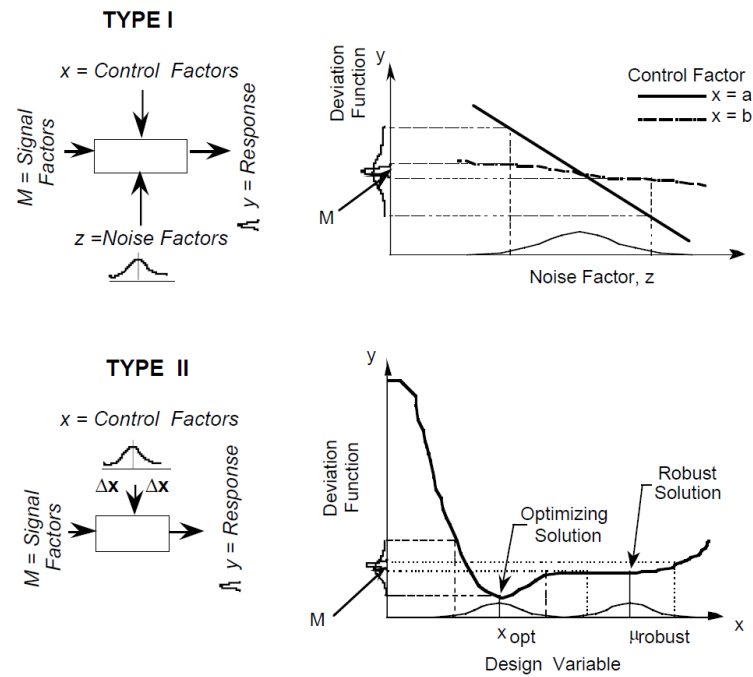 TYPE I
x = Control Factors
M = Signal
Factors
y = Response
z =Noise Factors
y
Deviation
Function
Control Factor
x = a
x = b
M
Noise Factor, z
TYPE II
x = Control Factors
Δx Δx
M = Signal
Factors
y = Response
y
Deviation
Function
Robust
Solution
Optimizing
Solution
M
xopt
μrobust
x
Design Variable